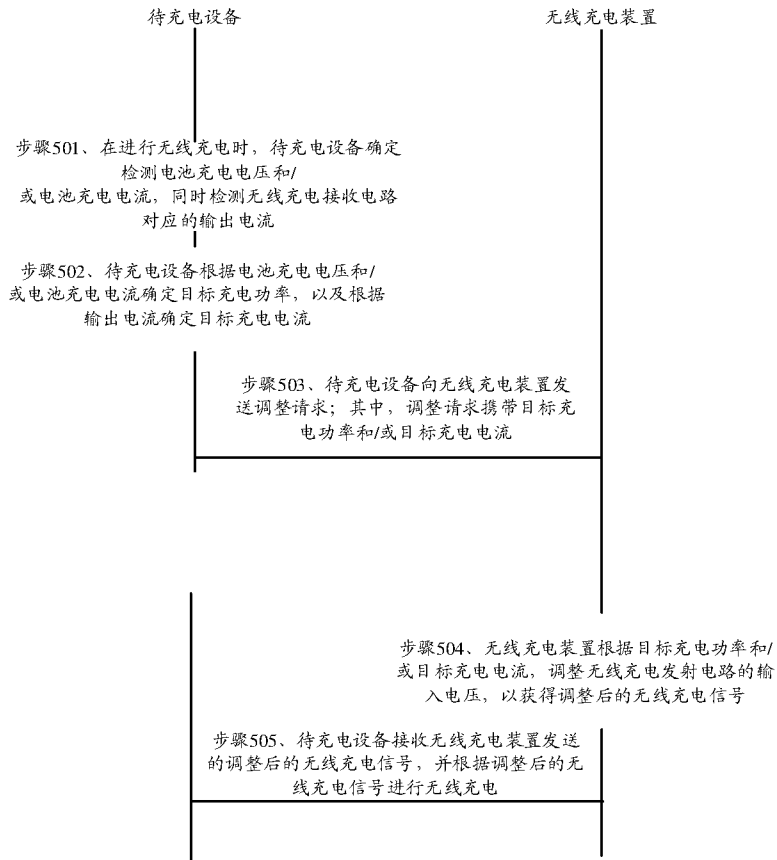 待充电设备
无线充电装置
步骤501、在进行无线充电时，待充电设备确定
检测电池充电电压和/
或电池充电电流，同时检测无线充电接收电路
对应的输出电流
步骤502、待充电设备根据电池充电电压和/
或电池充电电流确定目标充电功率，以及根据
输出电流确定目标充电电流
步骤503、待充电设备向无线充电装置发
送调整请求；其中，调整请求携带目标充
电功率和/或目标充电电流
步骤504、无线充电装置根据目标充电功率和/
或目标充电电流，调整无线充电发射电路的输
入电压，以获得调整后的无线充电信号
步骤505、待充电设备接收无线充电装置发送
的调整后的无线充电信号，并根据调整后的无
线充电信号进行无线充电